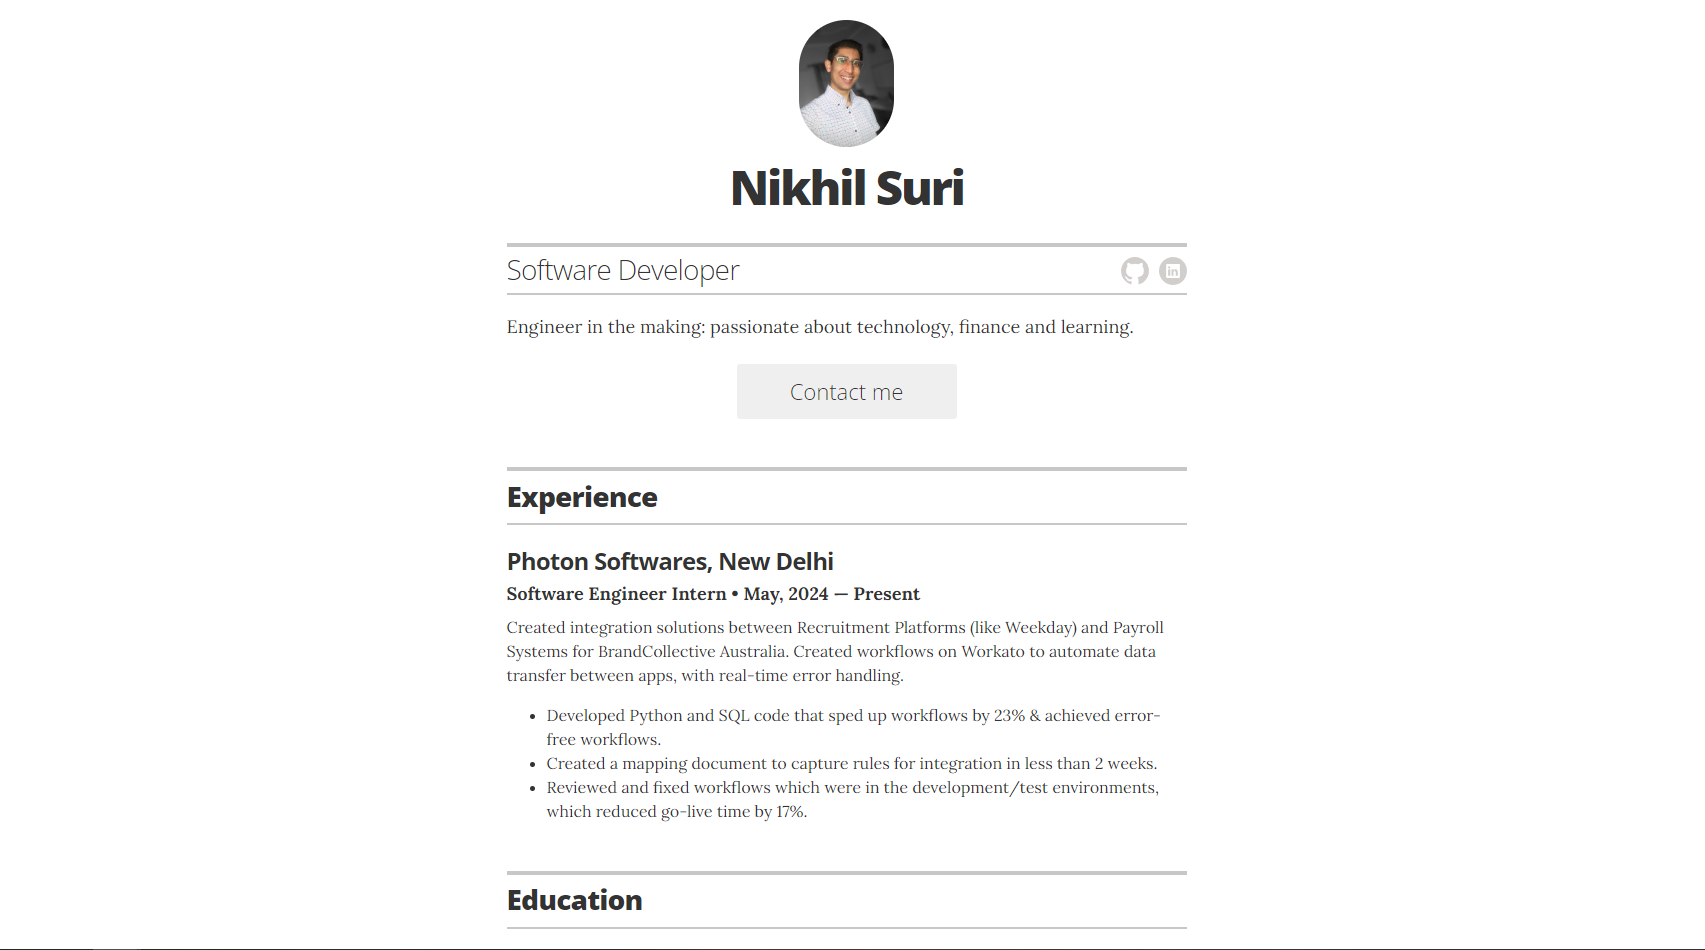 Nikhil Suri
Software Developer
in
Engineer in the making: passionate about technology, finance and learning.
Contact me
Experience
Photon Softwares, New Delhi
Software Engineer Intern • May, 2024 — Present
Created integration solutions between Recruitment Platforms (like Weekday) and Payroll
Systems for BrandCollective Australia. Created workflows on Workato to automate data
transfer between apps, with real-time error handling.
• Developed Python and SQL code that sped up workflows by 23% & achieved error-
free workflows.
• Created a mapping document to capture rules for integration in less than 2 weeks.
• Reviewed and fixed workflows which were in the development/test environments,
which reduced go-live time by 17%.
Education